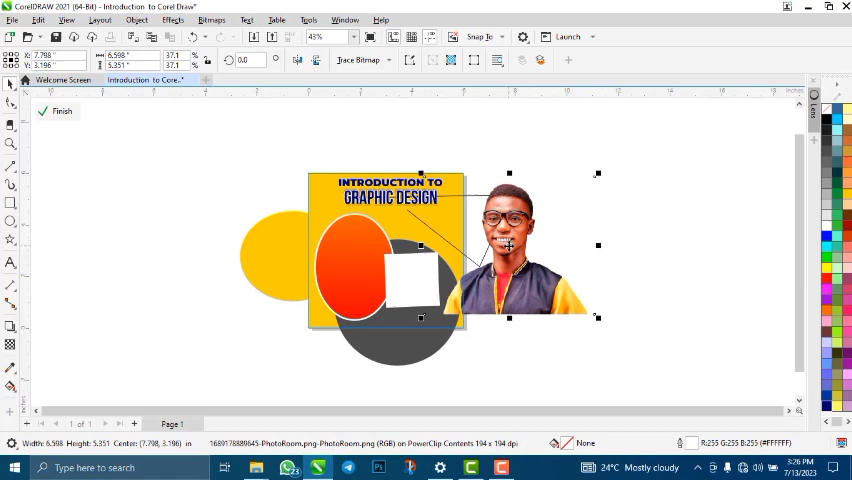 CorelDRAW 2021 (64-Bit) - Introduction to Corel Draw*
File Edit View Layout Object Effects Bitmaps Text Table Tools Window Help
43% Snap To Launch
X: 7.798 " 6.598 " 37.1 % 0.0
Y: 3.196 " 5.351 " 37.1 % Trace Bitmap
Welcome Screen Introduction to Core..*
inches
Finish
Lens
INTRODUCTION TO
GRAPHIC DESIGN
1 of 1 Page 1
Width: 6.598 Height: 5.351 Center: (7.798, 3.196) in 1689178889645-PhotoRoom.png-PhotoRoom.png (RGB) on PowerClip Contents 194 x 194 dpi None R:255 G:255 B:255 (#FFFFFF)
Type here to search 23 24°C Mostly cloudy 3:26 PM
7/13/2023